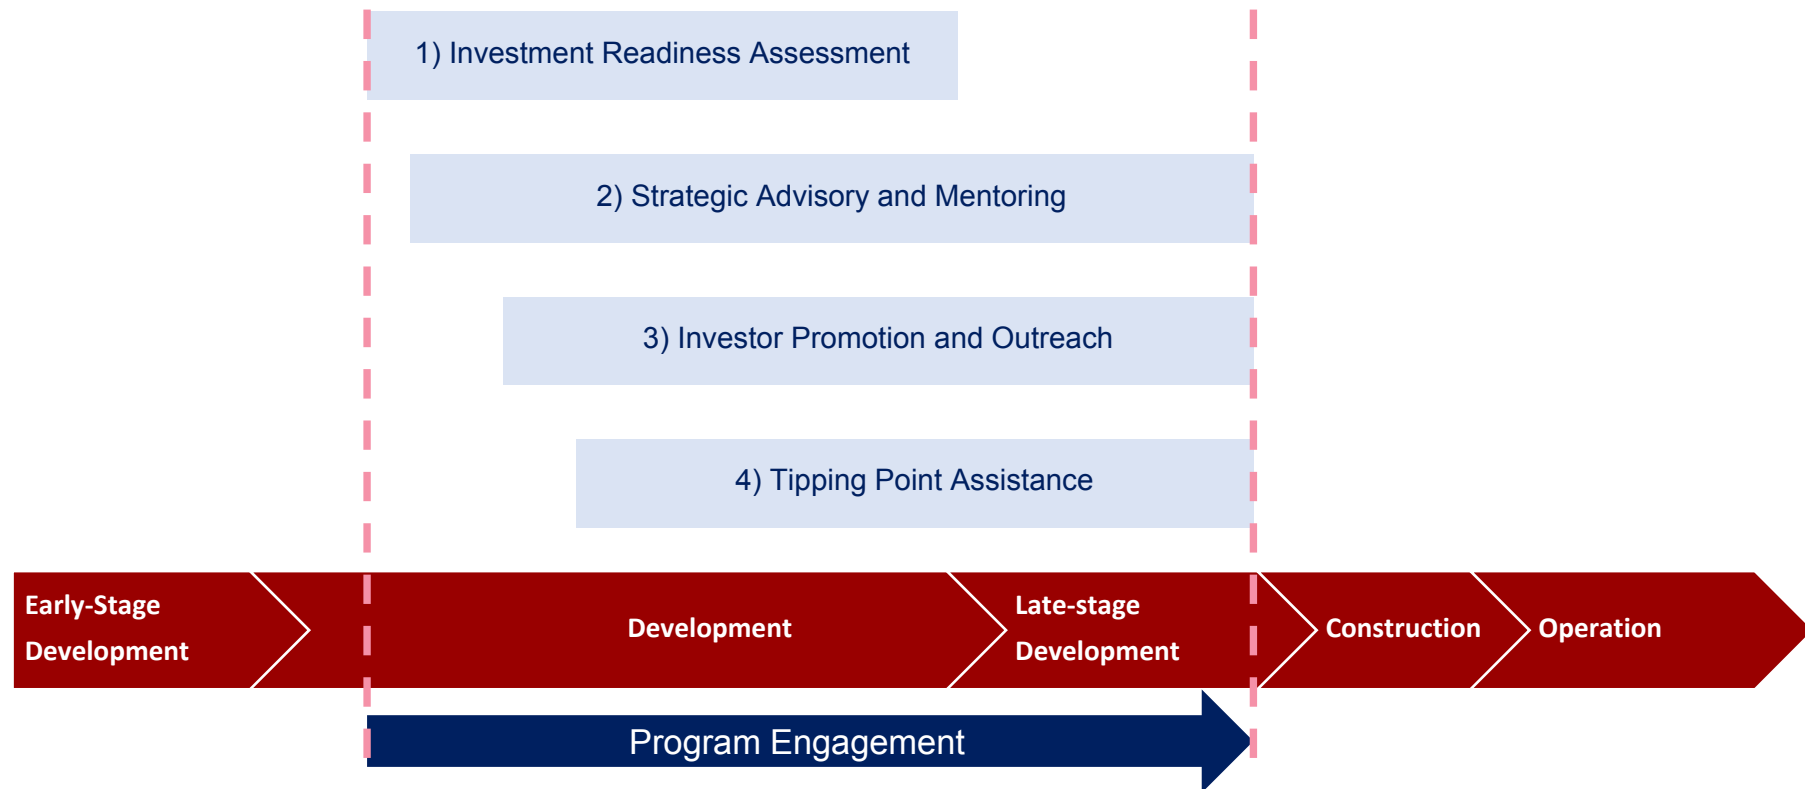 1) Investment Readiness Assessment
2) Strategic Advisory and Mentoring
3) Investor Promotion and Outreach
4) Tipping Point Assistance
Early-Stage
Development
Development
Late-stage
Development
Construction
Operation
Program Engagement